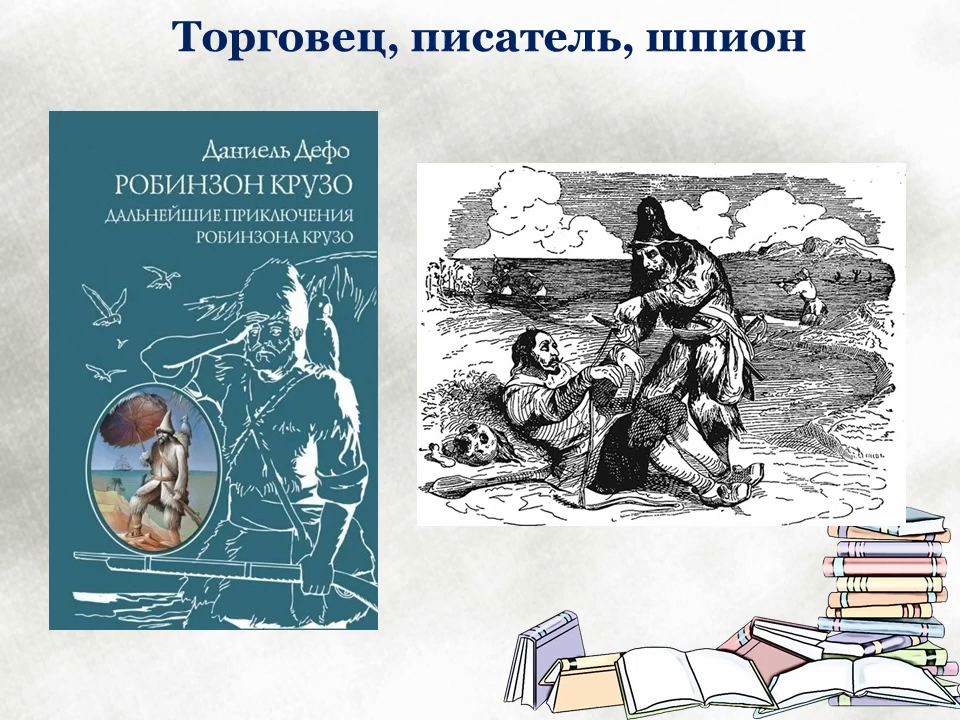 Торговец, писатель, шпион
Даниель Дефо
РОБИНЗОН КРУЗО
ДАЛЬНЕЙШИЕ ПРИКЛЮЧЕНИЯ
РОБИНЗОНА КРУЗО